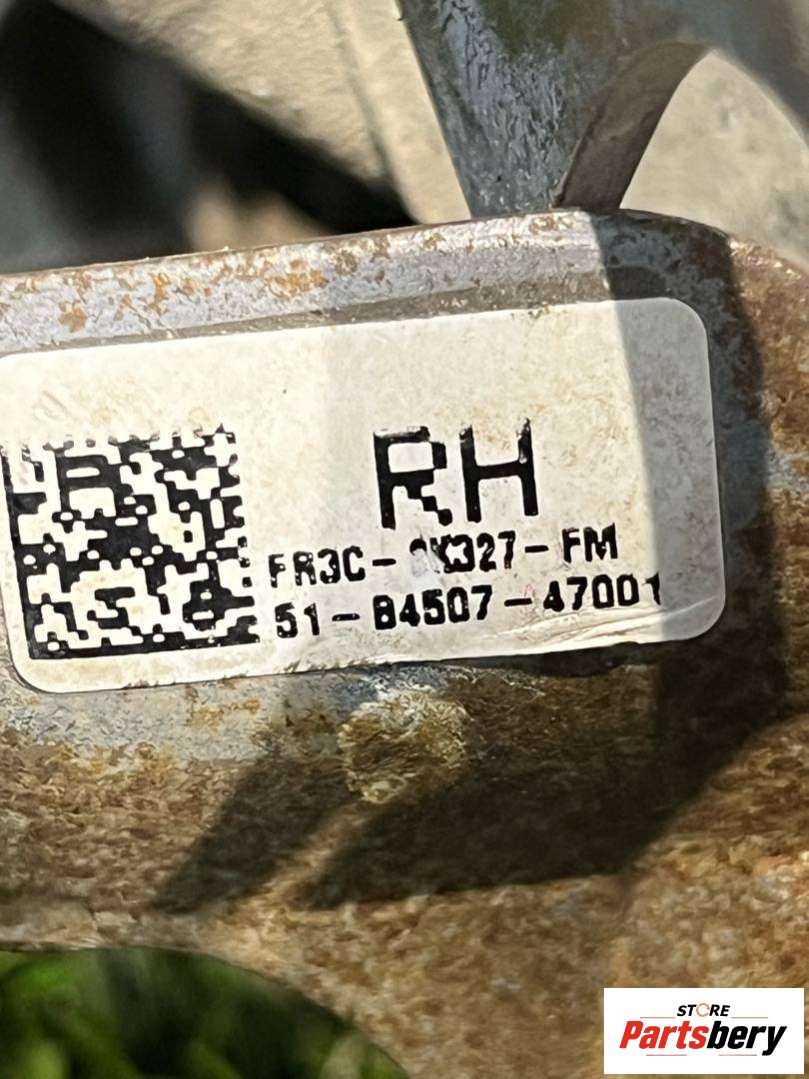 RH
FR3C- -FM
51-84507-47001
STORE
Partsbery